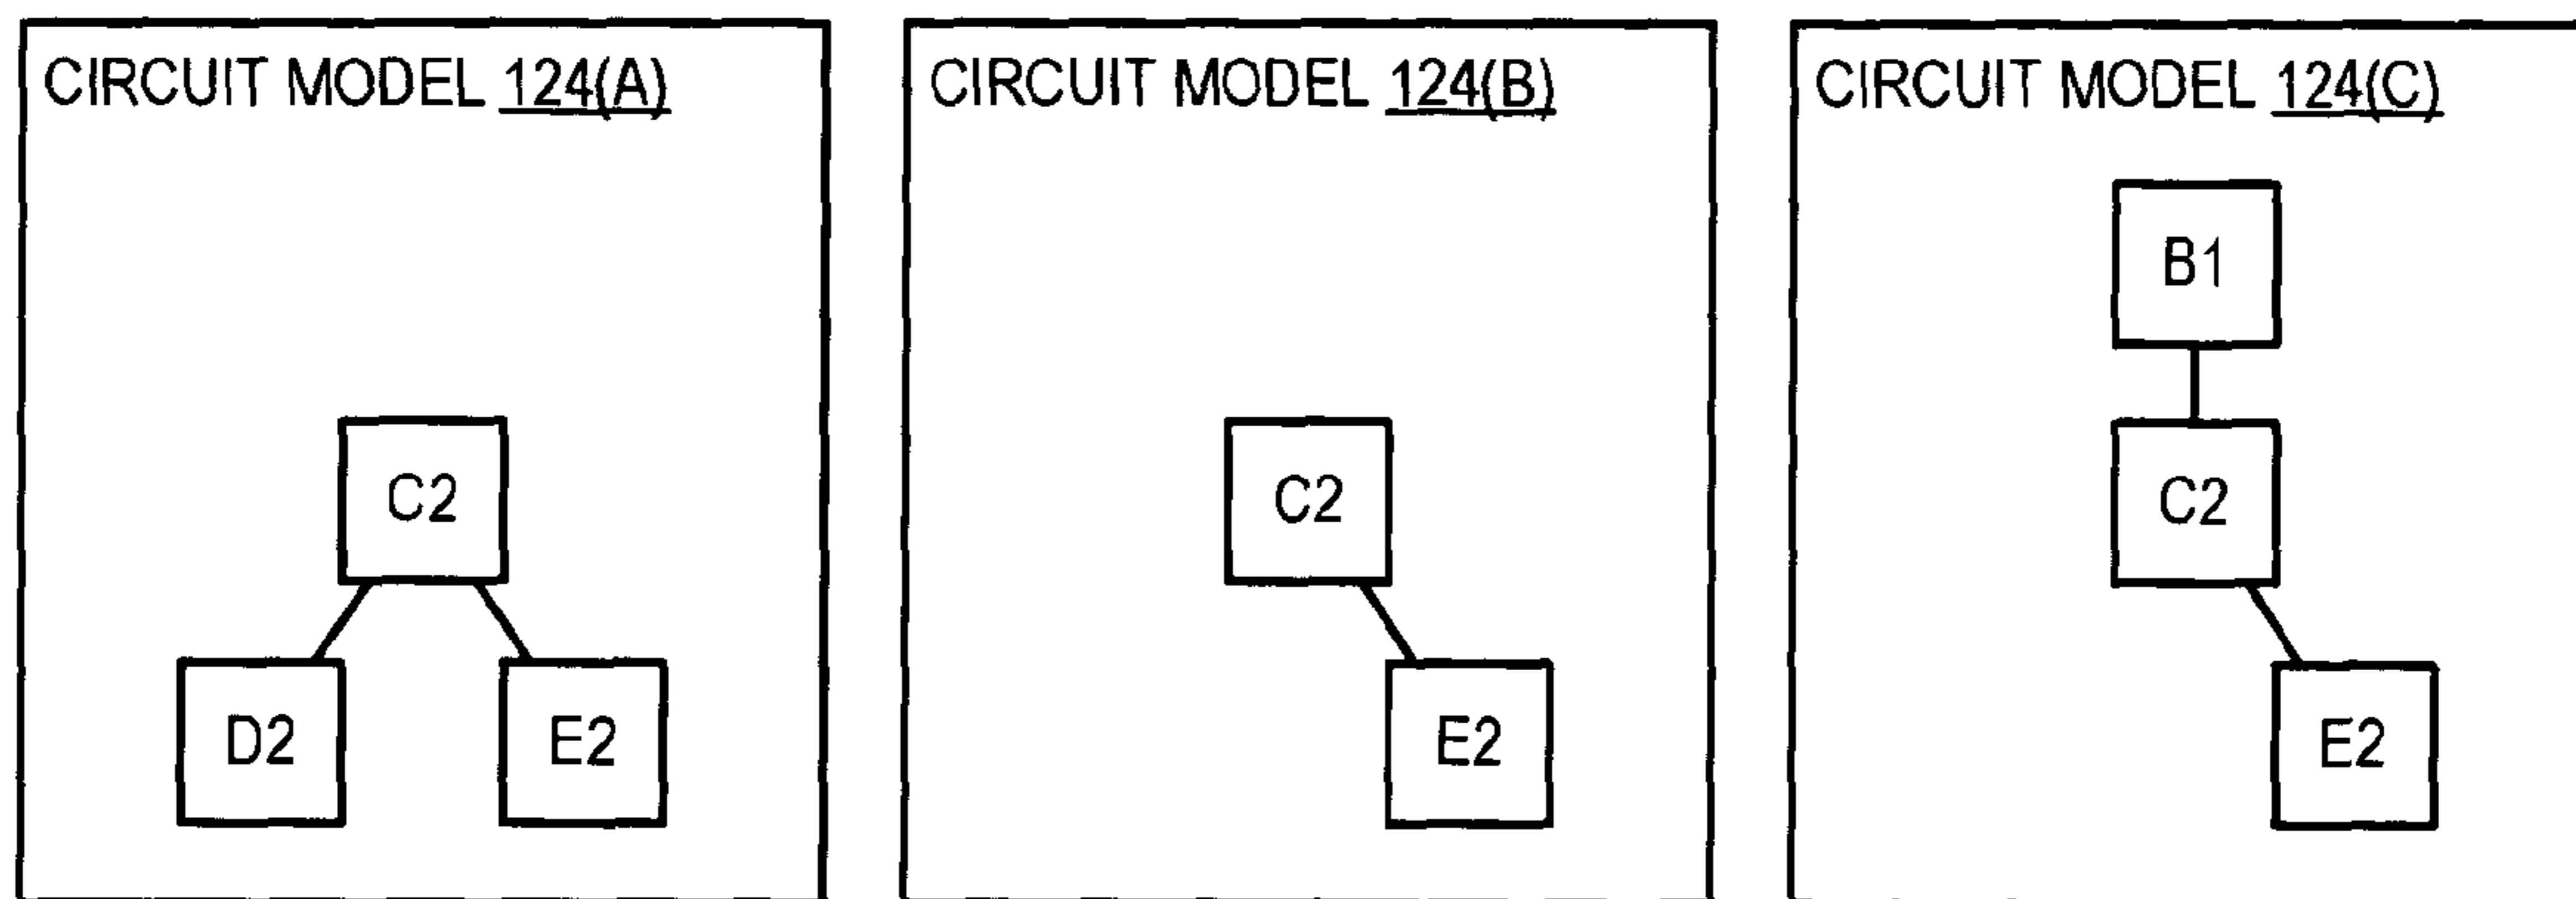 CIRCUIT MODEL 124(A)
C2
D2
E2
CIRCUIT MODEL 124(B)
C2
E2
CIRCUIT MODEL 124(C)
B1
C2
E2